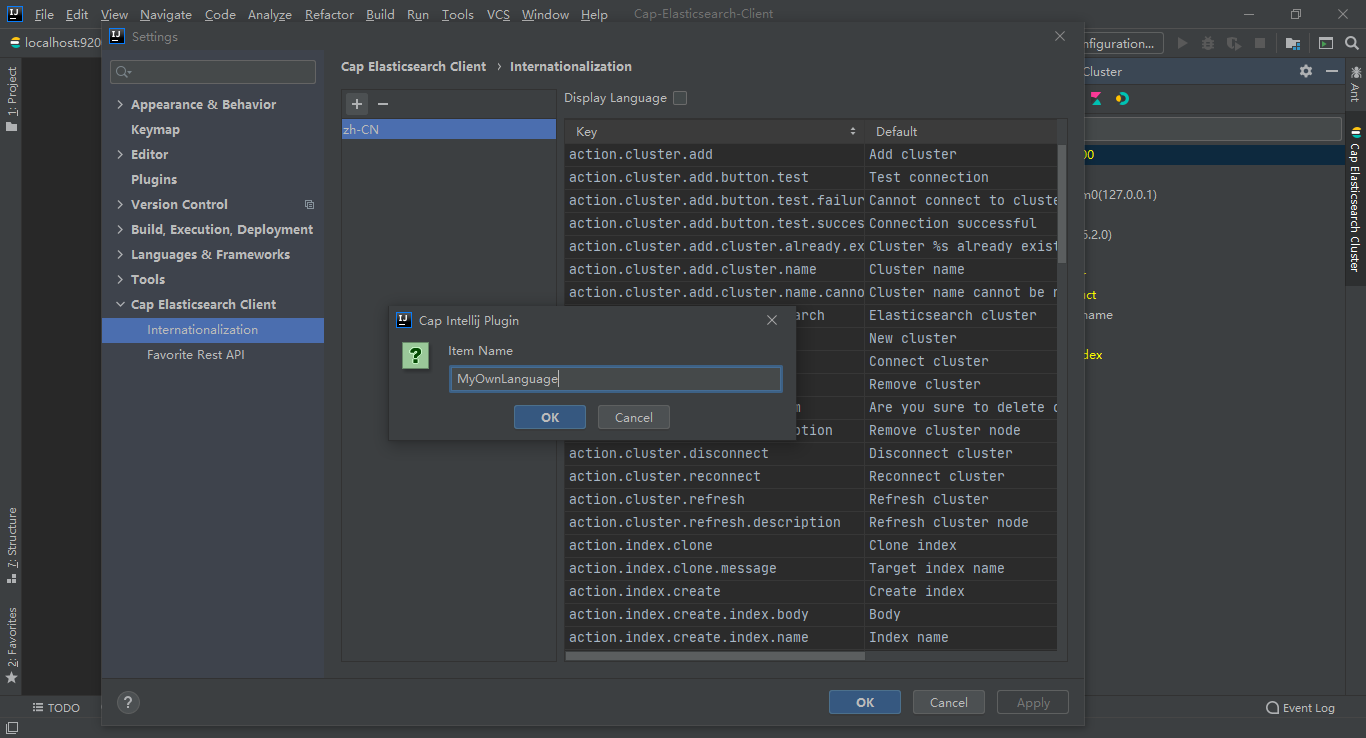 File Edit View Navigate Code Analyze Refactor Build Run Tools VCS Window Help Cap-Elasticsearch-Client
localhost:920
Settings
nfiguration...
1: Project
7: Structure
2: Favorites
Appearance & Behavior
Keymap
Editor
Plugins
Version Control
Build, Execution, Deployment
Languages & Frameworks
Tools
Cap Elasticsearch Client
Internationalization
Favorite Rest API
Cap Elasticsearch Client › Internationalization
zh-CN
Display Language
Key Default
action.cluster.add Add cluster
action.cluster.add.button.test Test connection
action.cluster.add.button.test.failur Cannot connect to cluste
action.cluster.add.button.test.succes Connection successful
action.cluster.add.cluster.already.ex Cluster %s already exist
action.cluster.add.cluster.name Cluster name
action.cluster.add.cluster.name.canno Cluster name cannot be n
arch Elasticsearch cluster
New cluster
Connect cluster
Remove cluster
m Are you sure to delete c
ption Remove cluster node
action.cluster.disconnect Disconnect cluster
action.cluster.reconnect Reconnect cluster
action.cluster.refresh Refresh cluster
action.cluster.refresh.description Refresh cluster node
action.index.clone Clone index
action.index.clone.message Target index name
action.index.create Create index
action.index.create.index.body Body
action.index.create.index.name Index name
Cap Intellij Plugin
Item Name
MyOwnLanguage
OK Cancel
? OK Cancel Apply
Cluster
00
m0(127.0.0.1)
5.2.0)
ct
ame
dex
Ant
Cap Elasticsearch Cluster
TODO
Event Log